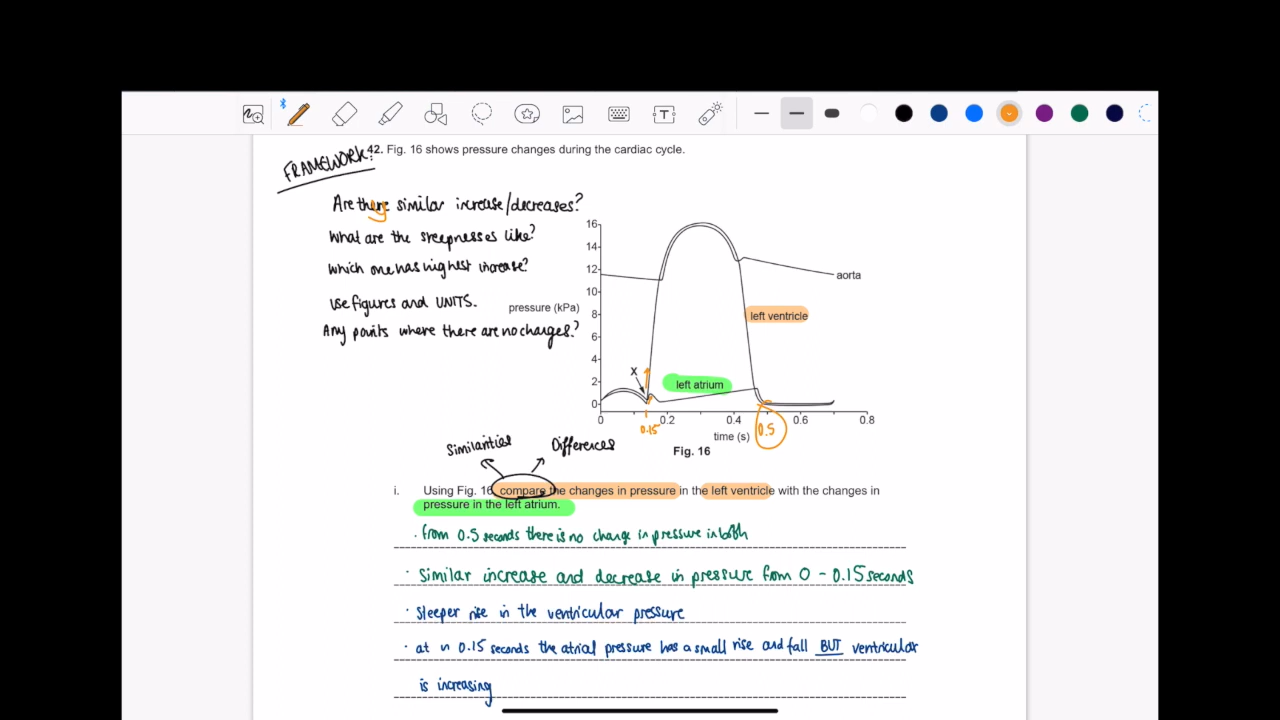 FRAMEWORK:
42. Fig. 16 shows pressure changes during the cardiac cycle.
Are there similar increase/decreases?
What are the steepnesses like?
Which one has highest increase?
Use figures and UNITS.
Any points where there are no changes?
pressure (kPa)
16
14
12
10
8
6
4
2
0
aorta
left ventricle
X
left atrium
0
0.2
0.4
0.6
0.8
0.15
0.5
time (s)
Fig. 16
Similarities
Differences
i. Using Fig. 16, compare the changes in pressure in the left ventricle with the changes in
pressure in the left atrium.
· from 0.5 seconds there is no change in pressure in both
· Similar increase and decrease in pressure from 0 - 0.15 seconds
· Steeper rise in the ventricular pressure
· at ~ 0.15 seconds the atrial pressure has a small rise and fall BUT ventricular
is increasing